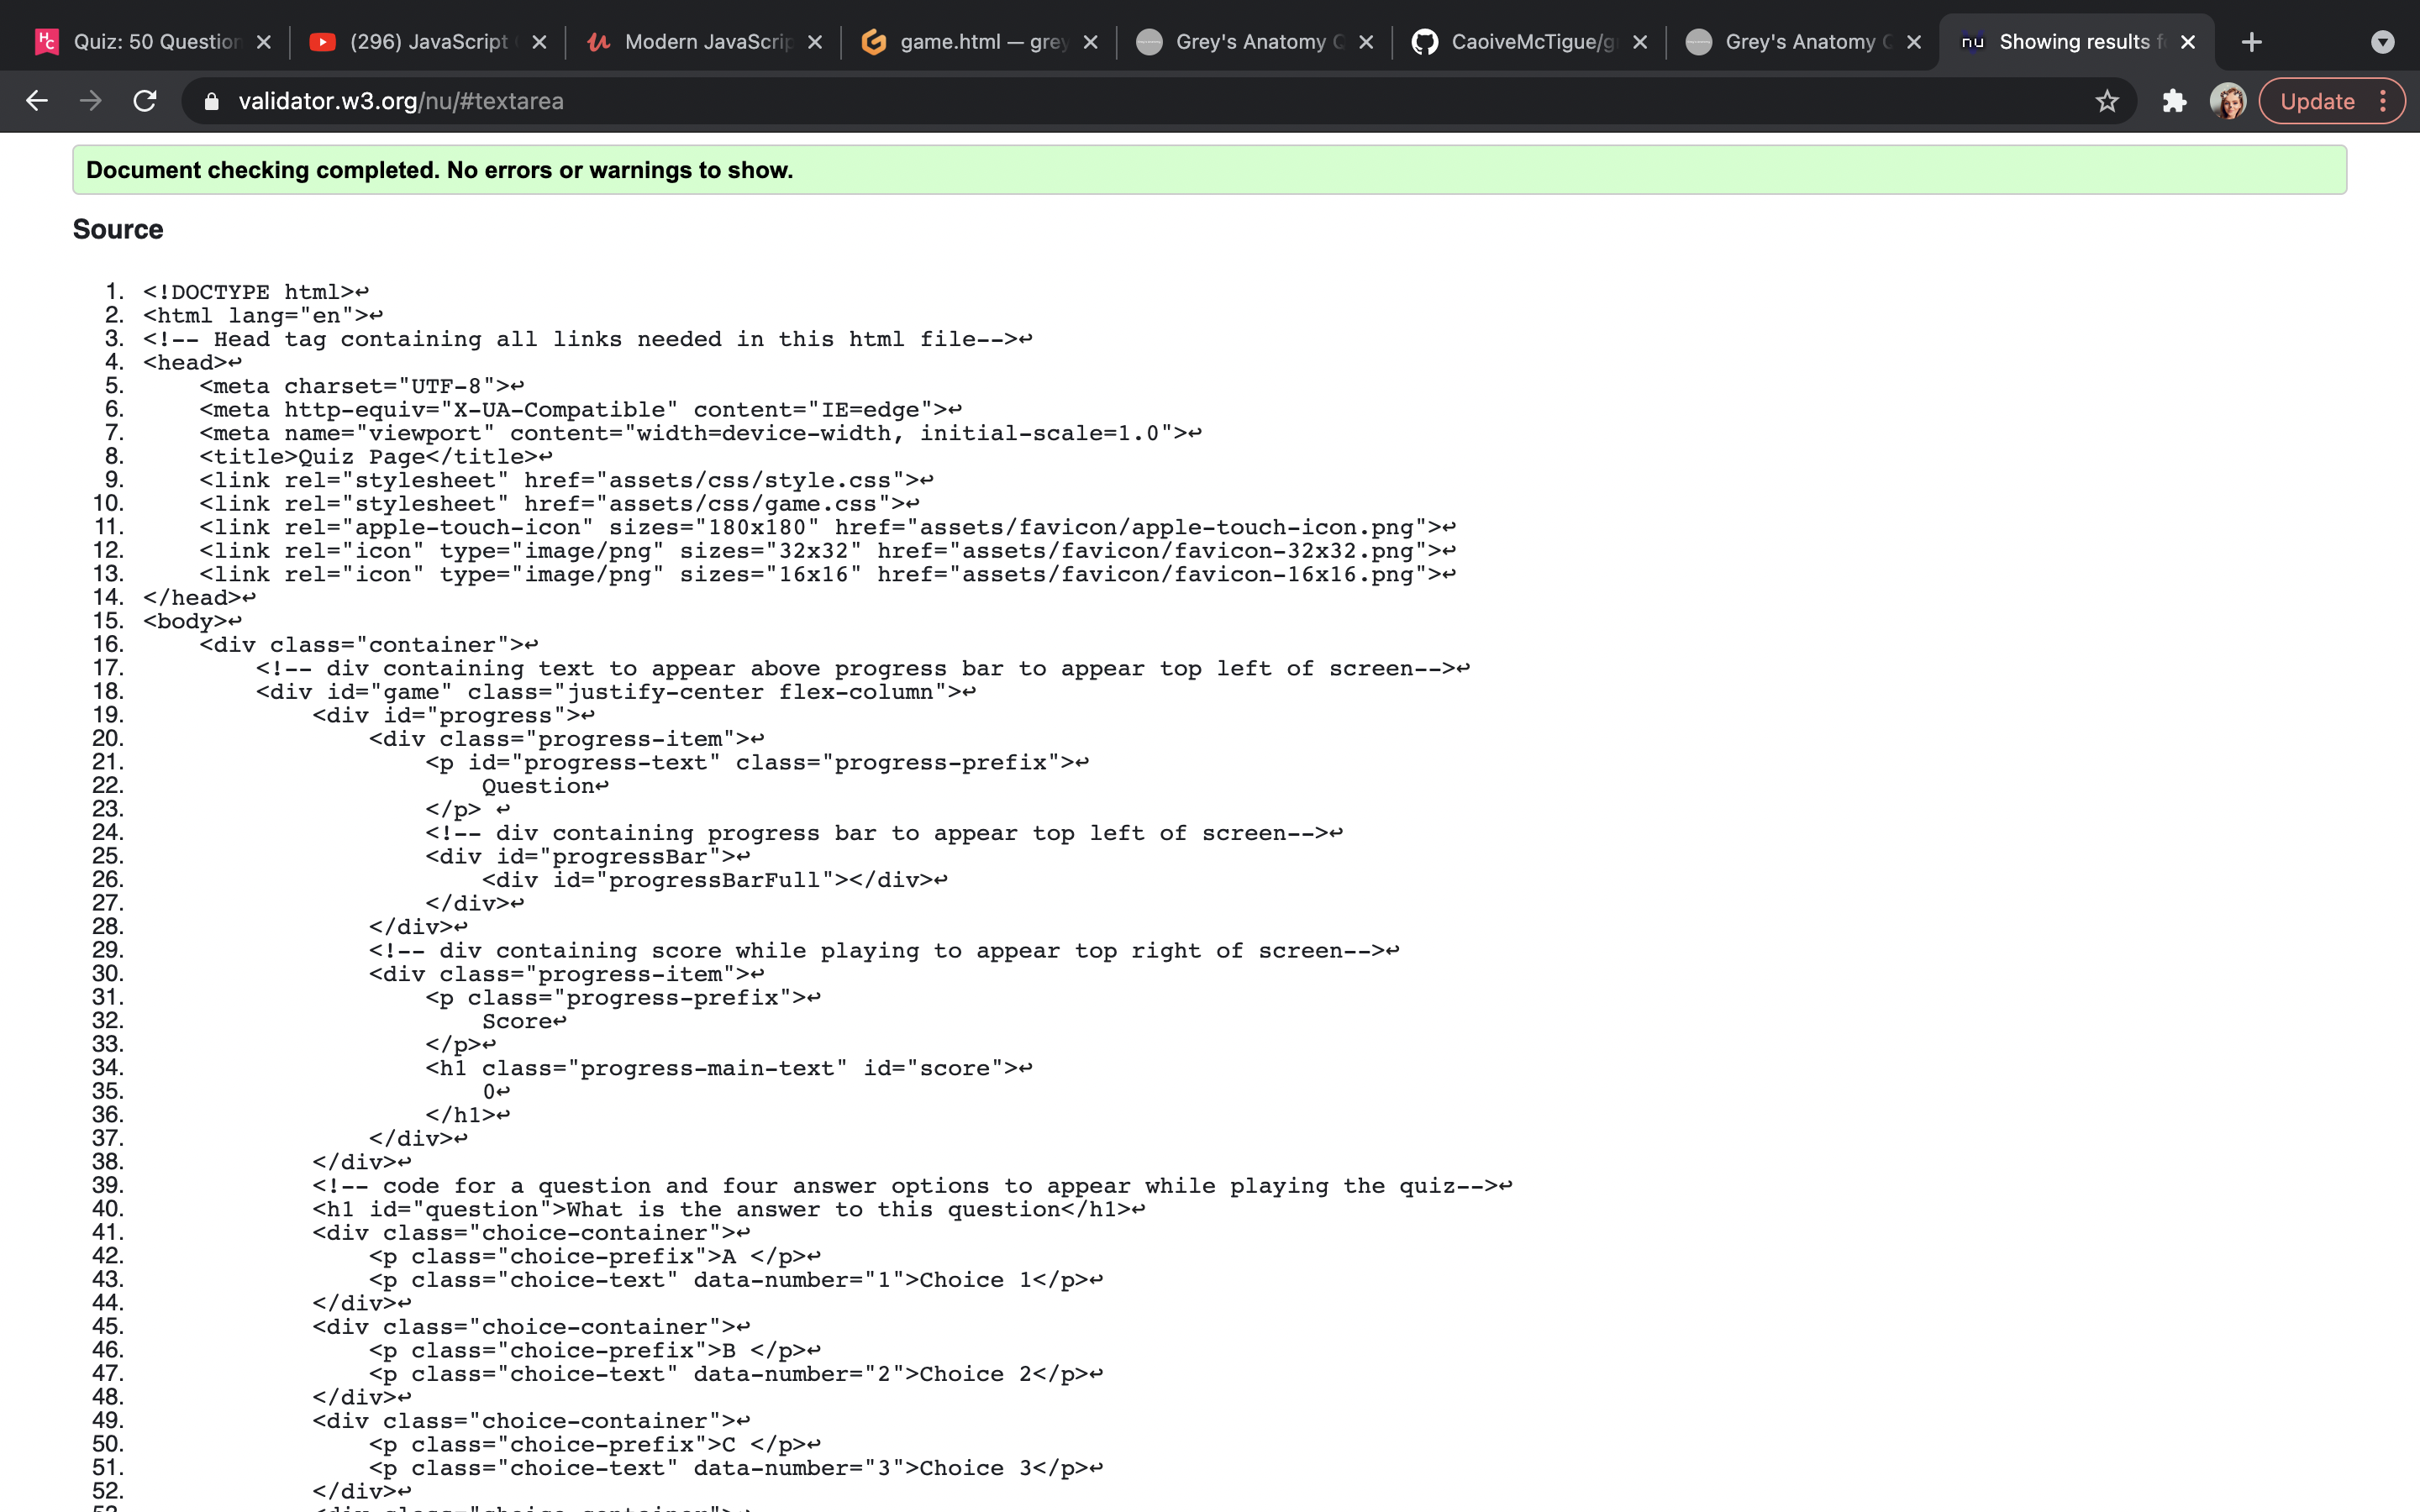 Quiz: 50 Question
(296) JavaScript
Modern JavaScrip
game.html — grey
Grey's Anatomy Q
CaoiveMcTigue/g
Grey's Anatomy
nu Showing results f
validator.w3.org/nu/#textarea
Update
Document checking completed. No errors or warnings to show.
Source
1. <!DOCTYPE html>↩
2. <html lang="en">↩
3. <!-- Head tag containing all links needed in this html file-->↩
4. <head>↩
5. <meta charset="UTF-8">↩
6. <meta http-equiv="X-UA-Compatible" content="IE=edge">↩
7. <meta name="viewport" content="width=device-width, initial-scale=1.0">↩
8. <title>Quiz Page</title>↩
9. <link rel="stylesheet" href="assets/css/style.css">↩
10. <link rel="stylesheet" href="assets/css/game.css">↩
11. <link rel="apple-touch-icon" sizes="180x180" href="assets/favicon/apple-touch-icon.png">↩
12. <link rel="icon" type="image/png" sizes="32x32" href="assets/favicon/favicon-32x32.png">↩
13. <link rel="icon" type="image/png" sizes="16x16" href="assets/favicon/favicon-16x16.png">↩
14. </head>↩
15. <body>↩
16. <div class="container">↩
17. <!-- div containing text to appear above progress bar to appear top left of screen-->↩
18. <div id="game" class="justify-center flex-column">↩
19. <div id="progress">↩
20. <div class="progress-item">↩
21. <p id="progress-text" class="progress-prefix">↩
22. Question↩
23. </p> ↩
24. <!-- div containing progress bar to appear top left of screen-->↩
25. <div id="progressBar">↩
26. <div id="progressBarFull"></div>↩
27. </div>↩
28. </div>↩
29. <!-- div containing score while playing to appear top right of screen-->↩
30. <div class="progress-item">↩
31. <p class="progress-prefix">↩
32. Score↩
33. </p>↩
34. <h1 class="progress-main-text" id="score">↩
35. 0↩
36. </h1>↩
37. </div>↩
38. </div>↩
39. <!-- code for a question and four answer options to appear while playing the quiz-->↩
40. <h1 id="question">What is the answer to this question</h1>↩
41. <div class="choice-container">↩
42. <p class="choice-prefix">A </p>↩
43. <p class="choice-text" data-number="1">Choice 1</p>↩
44. </div>↩
45. <div class="choice-container">↩
46. <p class="choice-prefix">B </p>↩
47. <p class="choice-text" data-number="2">Choice 2</p>↩
48. </div>↩
49. <div class="choice-container">↩
50. <p class="choice-prefix">C </p>↩
51. <p class="choice-text" data-number="3">Choice 3</p>↩
52. </div>↩